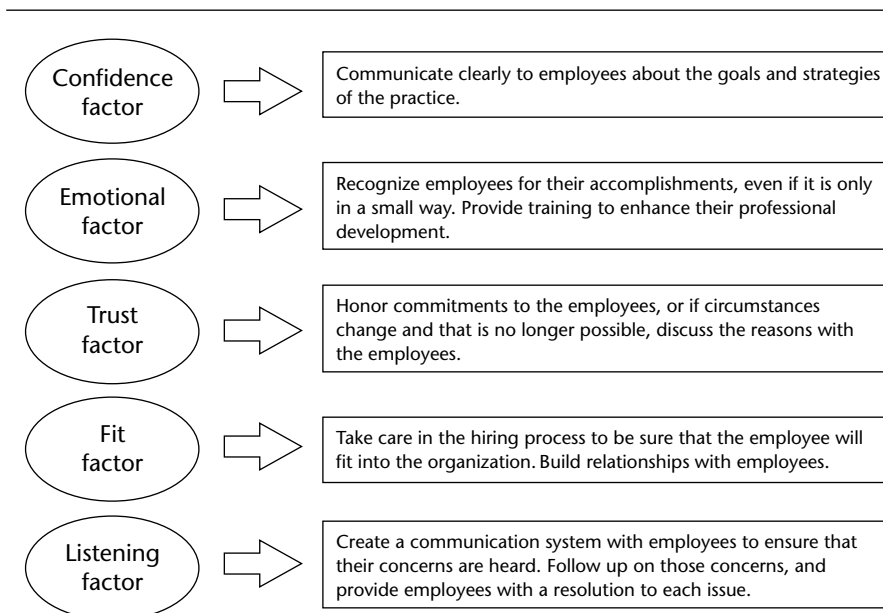 Confidence
factor
Communicate clearly to employees about the goals and strategies
of the practice.
Emotional
factor
Recognize employees for their accomplishments, even if it is only
in a small way. Provide training to enhance their professional
development.
Trust
factor
Honor commitments to the employees, or if circumstances
change and that is no longer possible, discuss the reasons with
the employees.
Fit
factor
Take care in the hiring process to be sure that the employee will
fit into the organization. Build relationships with employees.
Listening
factor
Create a communication system with employees to ensure that
their concerns are heard. Follow up on those concerns, and
provide employees with a resolution to each issue.